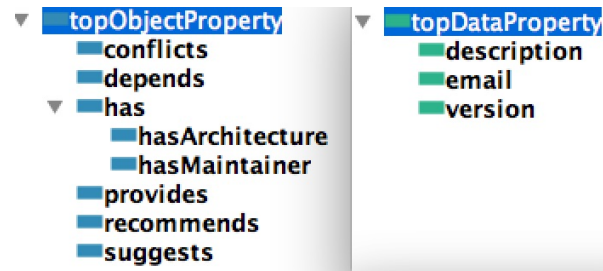 topObjectProperty
conflicts
depends
has
hasArchitecture
hasMaintainer
provides
recommends
suggests
topDataProperty
description
email
version